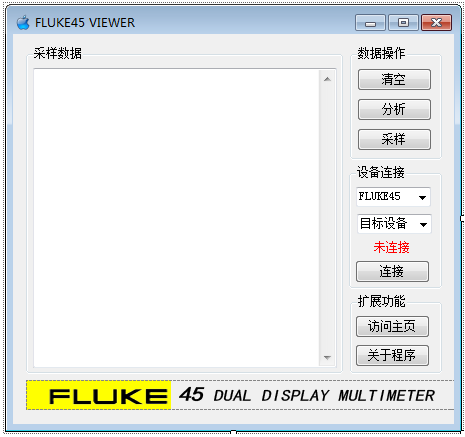 FLUKE45 VIEWER
采样数据
数据操作
清空
分析
采样
设备连接
FLUKE45
目标设备
未连接
连接
扩展功能
访问主页
关于程序
FLUKE 45 DUAL DISPLAY MULTIMETER